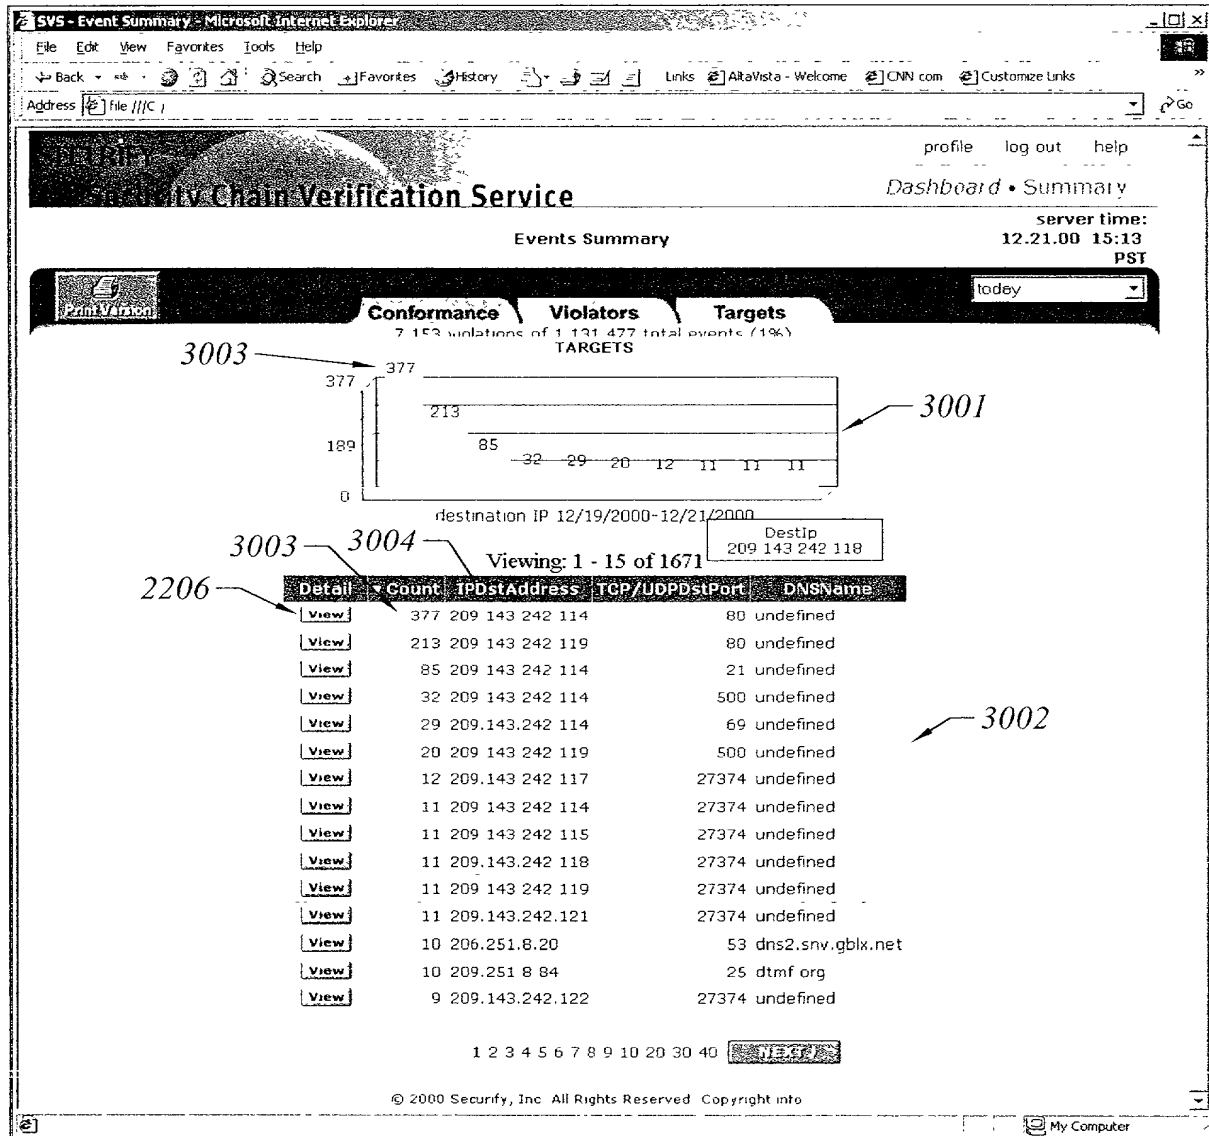 SVS - Event Summary - Microsoft Internet Explorer
File Edit View Favorites Tools Help
Back Search Favorites History Links AltaVista - Welcome CNN com Customize Links
Address file ///C Go
profile log out help
Security Chain Verification Service
Dashboard • Summary
server time:
Events Summary
12.21.00 15:13
PST
today
Print Version
Conformance Violators Targets
7 153 violations of 1 131 477 total events (1%)
TARGETS
3003
377
377
213
3001
189
85
32 29 20 12 11 11 11
0
destination IP 12/19/2000-12/21/2000
DestIp
209 143 242 118
3003 3004
Viewing: 1 - 15 of 1671
2206
Detail Count IPDstAddress TCP/UDPDstPort DNSName
View 377 209 143 242 114 80 undefined
View 213 209 143 242 119 80 undefined
View 85 209 143 242 114 21 undefined
View 32 209 143 242 114 500 undefined
View 29 209 143.242 114 69 undefined
3002
View 20 209 143 242 119 500 undefined
View 12 209.143 242 117 27374 undefined
View 11 209 143 242 114 27374 undefined
View 11 209 143 242 115 27374 undefined
View 11 209.143.242 118 27374 undefined
View 11 209 143 242 119 27374 undefined
View 11 209.143.242.121 27374 undefined
View 10 206.251.8.20 53 dns2.snv.gblx.net
View 10 209.251 8 84 25 dtmf org
View 9 209.143.242.122 27374 undefined
1 2 3 4 5 6 7 8 9 10 20 30 40 NEXT
© 2000 Securify, Inc All Rights Reserved Copyright info
My Computer